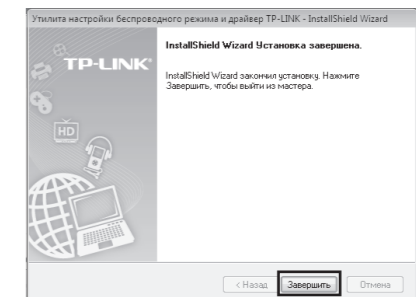 Утилита настройки беспроводного режима и драйвер TP-LINK - InstallShield Wizard
TP-LINK®
InstallShield Wizard Установка завершена.
InstallShield Wizard закончил установку. Нажмите
Завершить, чтобы выйти из мастера.
HD
< Назад Завершить Отмена